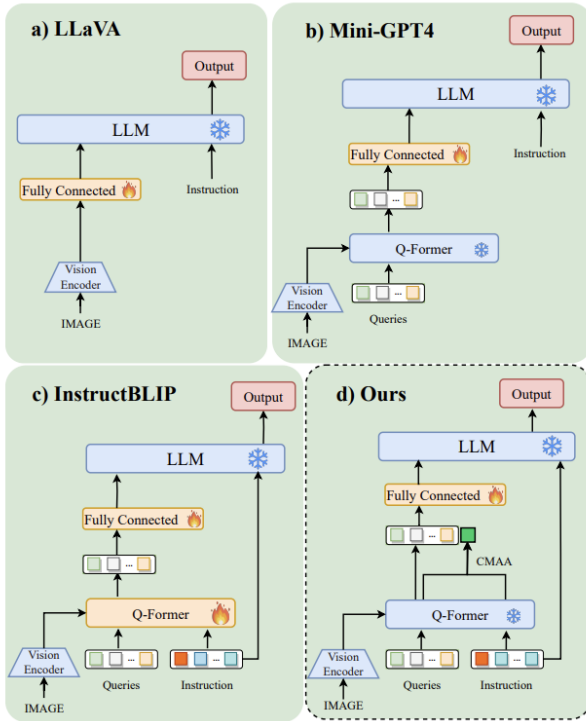 a) LLaVA
Output
LLM
Fully Connected
Instruction
Vision
Encoder
IMAGE
b) Mini-GPT4
Output
LLM
Fully Connected
Instruction
...
Q-Former
Vision
Encoder
...
IMAGE
Queries
c) InstructBLIP
Output
LLM
Fully Connected
...
Q-Former
Vision
Encoder
...
...
IMAGE
Queries
Instruction
d) Ours
Output
LLM
Fully Connected
...
CMAA
Q-Former
Vision
Encoder
...
...
IMAGE
Queries
Instruction